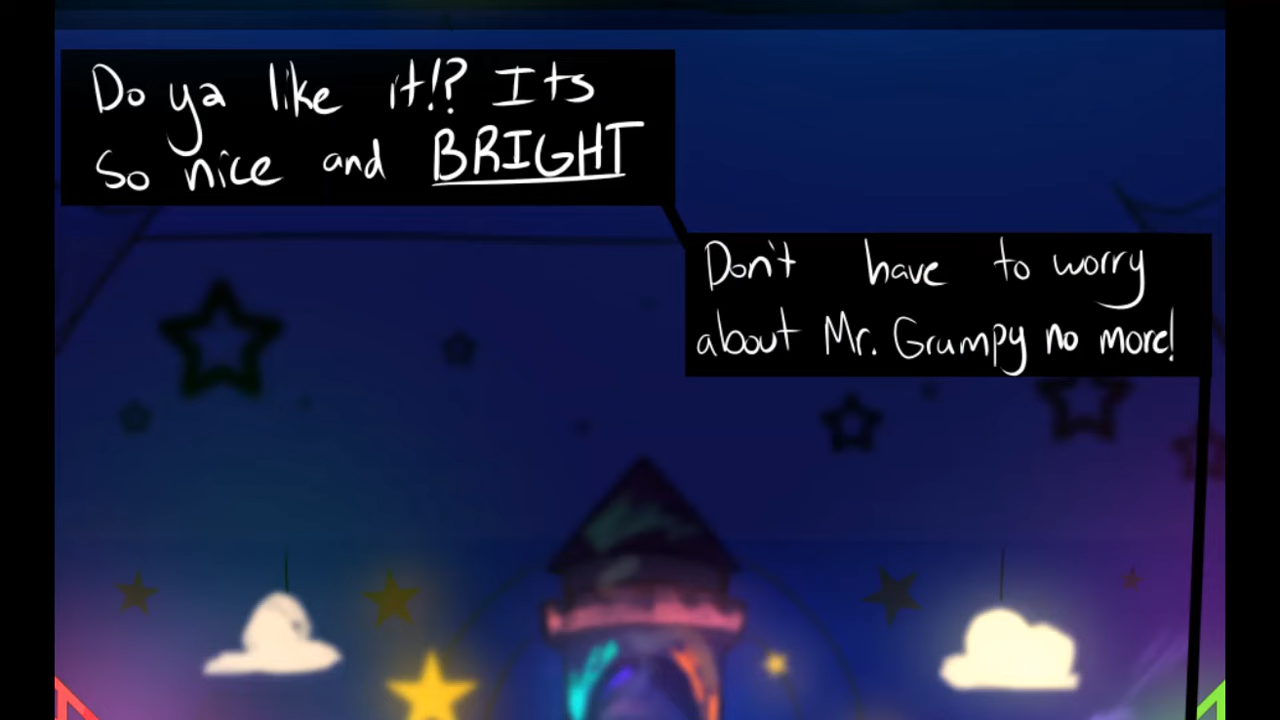 Do ya like it!? Its
So nice and BRIGHT
Don't have to worry
about Mr. Grumpy no more!